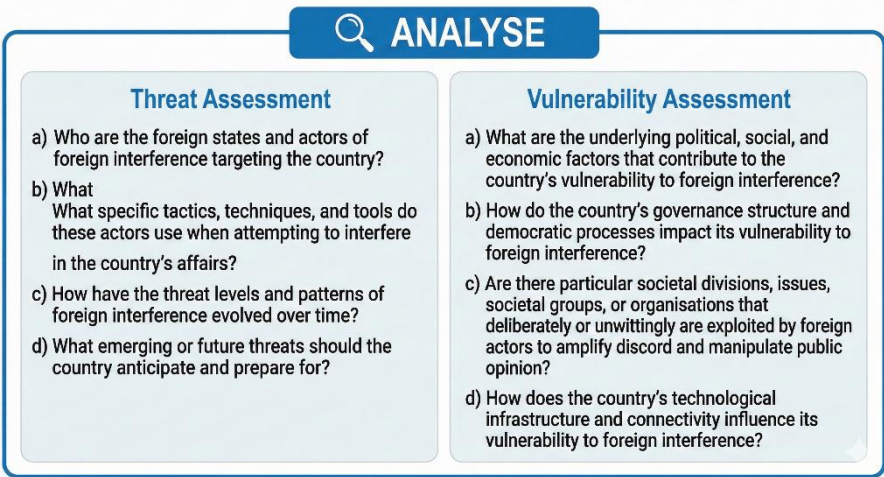 ANALYSE
Threat Assessment
a) Who are the foreign states and actors of
foreign interference targeting the country?
b) What
What specific tactics, techniques, and tools do
these actors use when attempting to interfere
in the country's affairs?
c) How have the threat levels and patterns of
foreign interference evolved over time?
d) What emerging or future threats should the
country anticipate and prepare for?
Vulnerability Assessment
a) What are the underlying political, social, and
economic factors that contribute to the
country's vulnerability to foreign interference?
b) How do the country's governance structure and
democratic processes impact its vulnerability to
foreign interference?
c) Are there particular societal divisions, issues,
societal groups, or organisations that
deliberately or unwittingly are exploited by foreign
actors to amplify discord and manipulate public
opinion?
d) How does the country's technological
infrastructure and connectivity influence its
vulnerability to foreign interference?